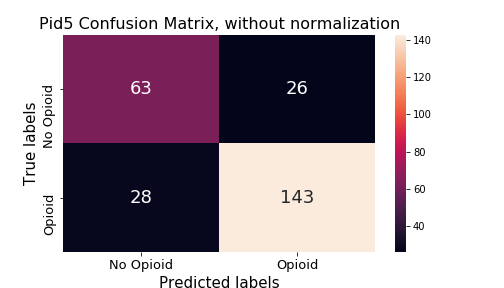 Pid5 Confusion Matrix, without normalization
True labels
No Opioid
63
26
Opioid
28
143
No Opioid
Opioid
Predicted labels
140
120
100
80
60
40